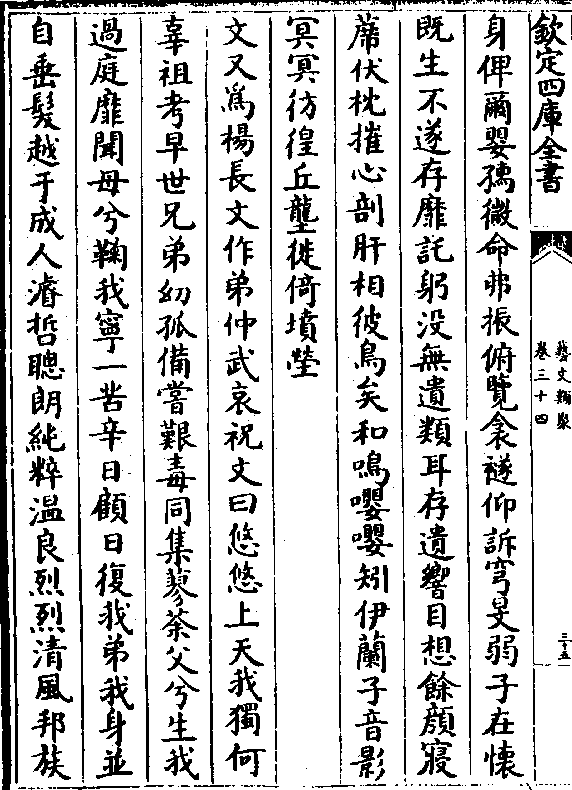 欽定四庫全書
藝文類聚
卷三十四
三十五
身俾爾嬰孺微命弗振俯覽衾襚仰訴穹旻弱子在懷
既生不遂存靡託躬没無遺類耳存遺響目想餘顔寢
席伏枕摧心剖肝相彼鳥矣和鳴嚶嚶矧伊蘭子音影
冥冥彷徨丘壟徙倚墳塋
文又為楊長文作弟仲武哀祝文曰悠悠上天我獨何
辜祖考早世兄弟幼孤備嘗艱毒同集蓼荼父兮生我
過庭靡聞母兮鞠我寧一苦辛日顧日復我弟我身並
自垂髮越于成人濬哲聰朗純粹温良烈烈清風邦族